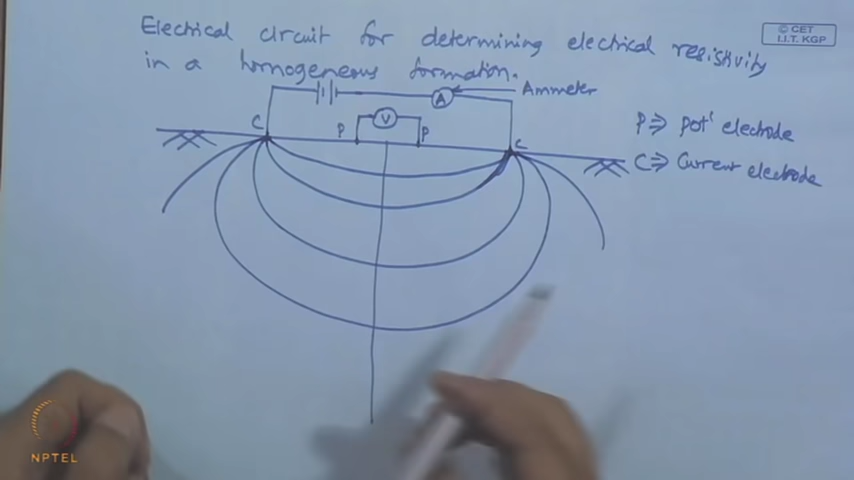 Electrical circuit for determining electrical resistivity
in a homogeneous formation.
© CET
I.I.T. KGP
A
Ammeter
V
C
P
P
C
P ⇒ potl electrode
C ⇒ Current electrode
NPTEL